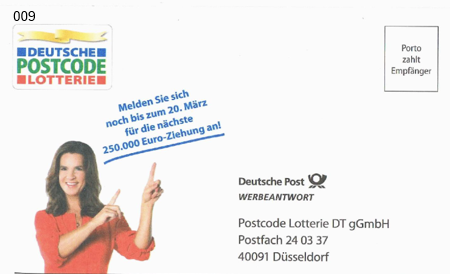 009
DEUTSCHE
POSTCODE
LOTTERIE
Porto
zahlt
Empfänger
Melden Sie sich
noch bis zum 20. März
für die nächste
250.000 Euro-Ziehung an!
Deutsche Post
WERBEANTWORT
Postcode Lotterie DT gGmbH
Postfach 24 03 37
40091 Düsseldorf